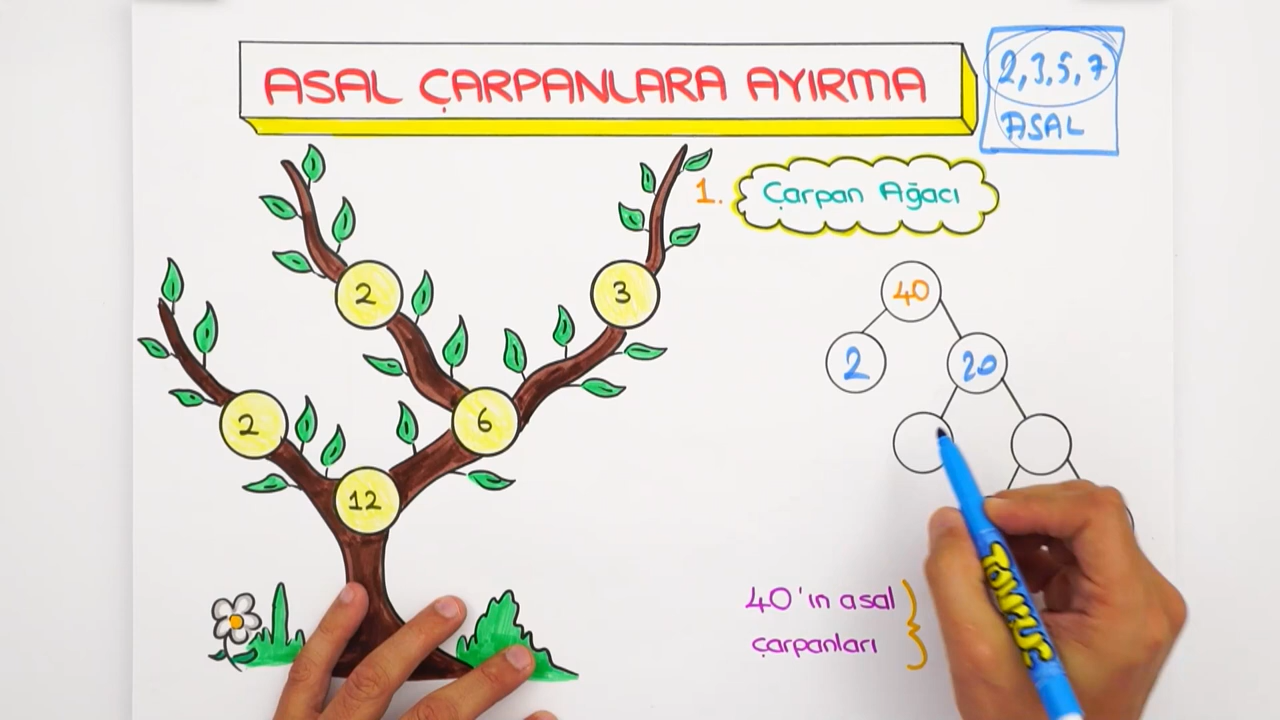 ASAL ÇARPANLARA AYIRMA
2,3,5,7
ASAL
1. Çarpan Ağacı
2
3
2
6
12
40
2
20
40'ın asal
çarpanları